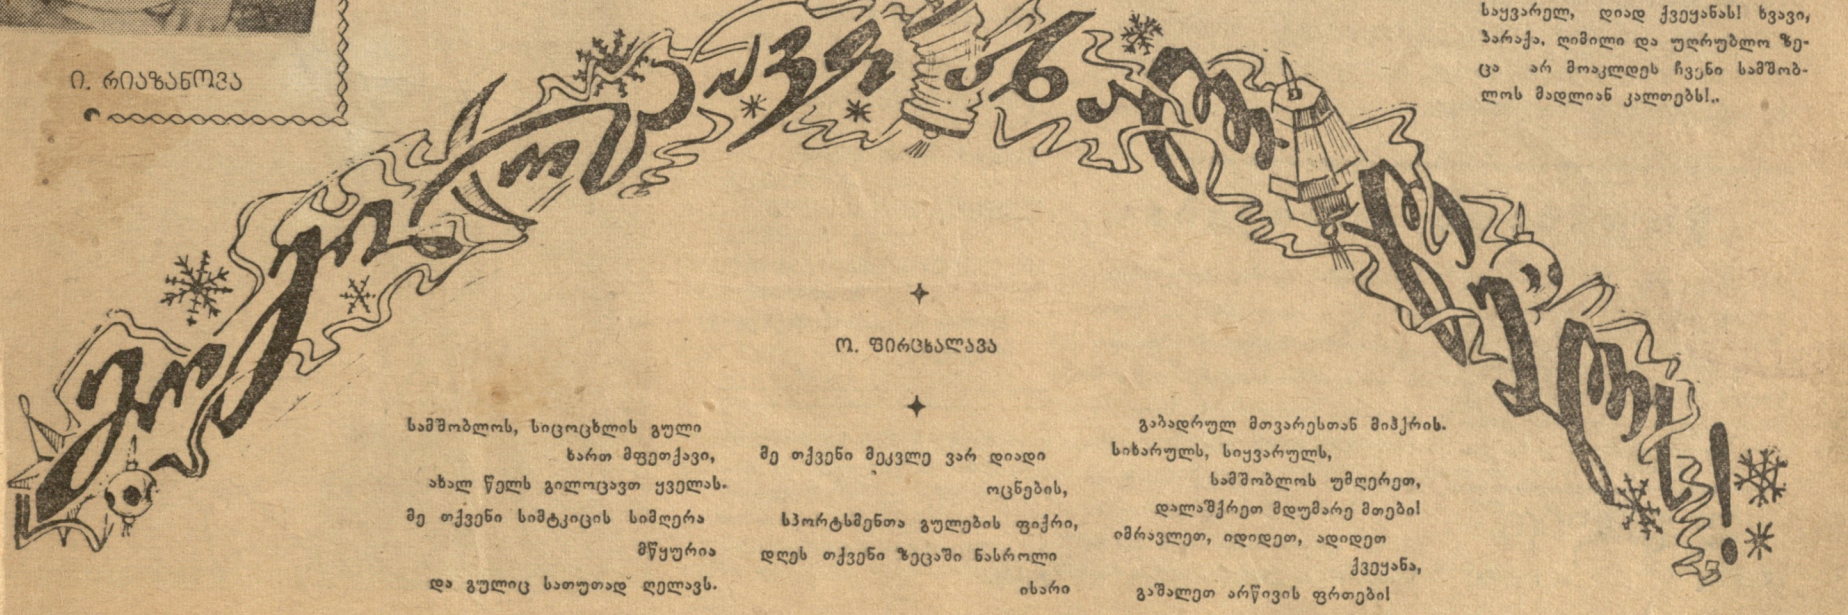 საყვარელ, დიად ქვეყანას! ხვავი,
ბარაქა, ღიმილი და უღრუბლო ზე-
ცა არ მოაკლდეს ჩვენი სამშობ-
ლოს მადლიან კალთებს!..
ი. რიაზანოვა
ო. ფირცხალავა
სამშობლოს, სიცოცხლის გული
ხართ მფეთქავი,
ახალ წელს გილოცავთ ყველას.
მე თქვენი სიმტკიცის სიმღერა
მწყურია
და გულიც სათუთად ღელავს.
მე თქვენი მეკვლე ვარ დიადი
ოცნების,
სპორტსმენთა გულების ფიქრი,
დღეს თქვენი ზეცაში ნასროლი
ისარი
გაბადრულ მთვარესთან მიჰქრის.
სიხარულს, სიყვარულს,
სამშობლოს უმღერეთ,
დალაშქრეთ მდუმარე მთები!
იმრავლეთ, იდიდეთ, ადიდეთ
ქვეყანა,
გაშალეთ არწივის ფრთები!